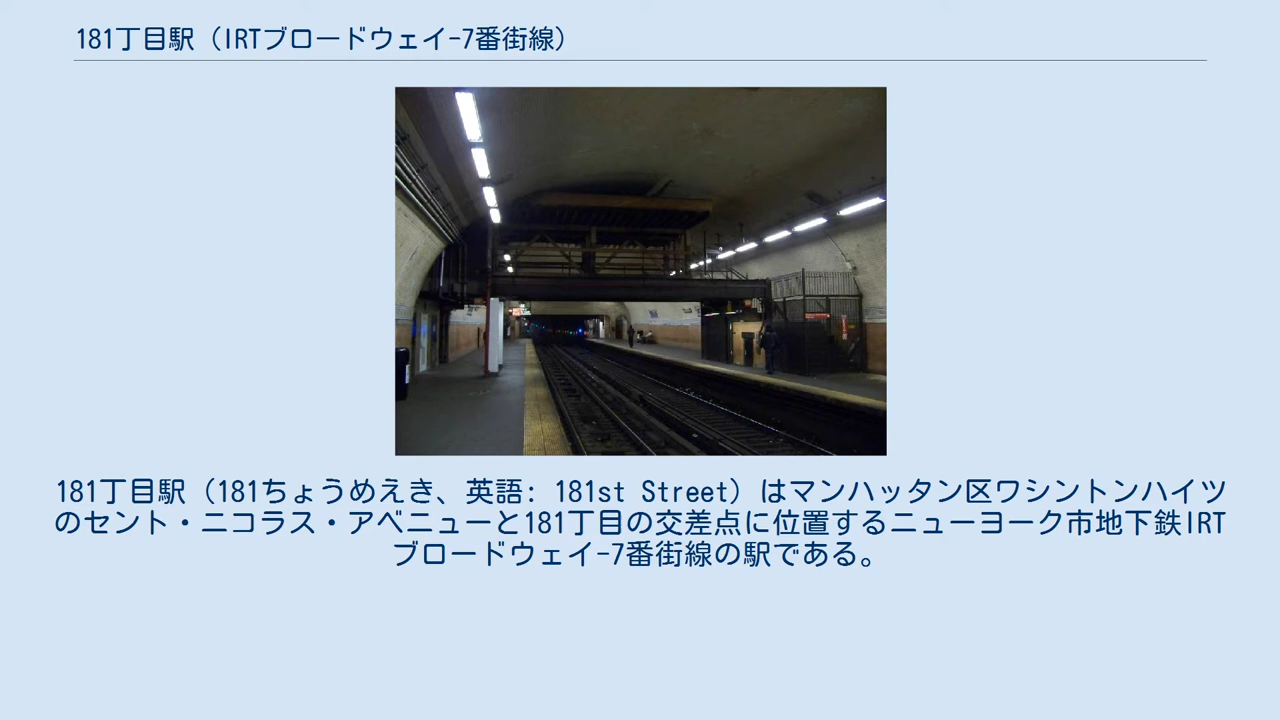 181丁目駅（IRTブロードウェイ-7番街線）
181丁目駅（181ちょうめえき、英語: 181st Street）はマンハッタン区ワシントンハイツ
のセント・ニコラス・アベニューと181丁目の交差点に位置するニューヨーク市地下鉄IRT
ブロードウェイ-7番街線の駅である。